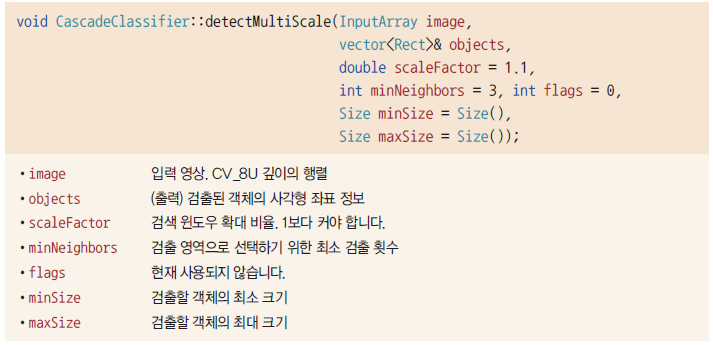 void CascadeClassifier::detectMultiScale(InputArray image,
vector<Rect>& objects,
double scaleFactor = 1.1,
int minNeighbors = 3, int flags = 0,
Size minSize = Size(),
Size maxSize = Size());
• image 입력 영상. CV_8U 깊이의 행렬
• objects (출력) 검출된 객체의 사각형 좌표 정보
• scaleFactor 검색 윈도우 확대 비율. 1보다 커야 합니다.
• minNeighbors 검출 영역으로 선택하기 위한 최소 검출 횟수
• flags 현재 사용되지 않습니다.
• minSize 검출할 객체의 최소 크기
• maxSize 검출할 객체의 최대 크기